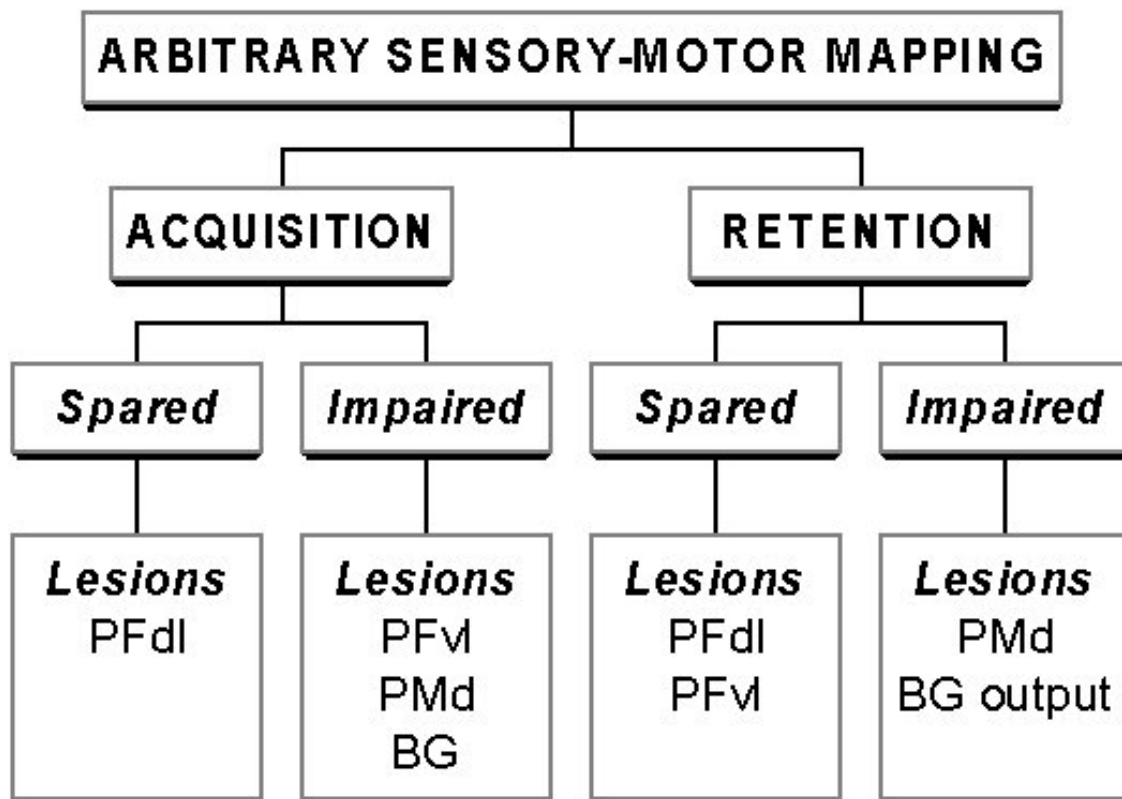 ARBITRARY SENSORY-MOTOR MAPPING
ACQUISITION
RETENTION
Spared
Impaired
Spared
Impaired
Lesions
PFdl
Lesions
PFvl
PMd
BG
Lesions
PFdl
PFvl
Lesions
PMd
BG output